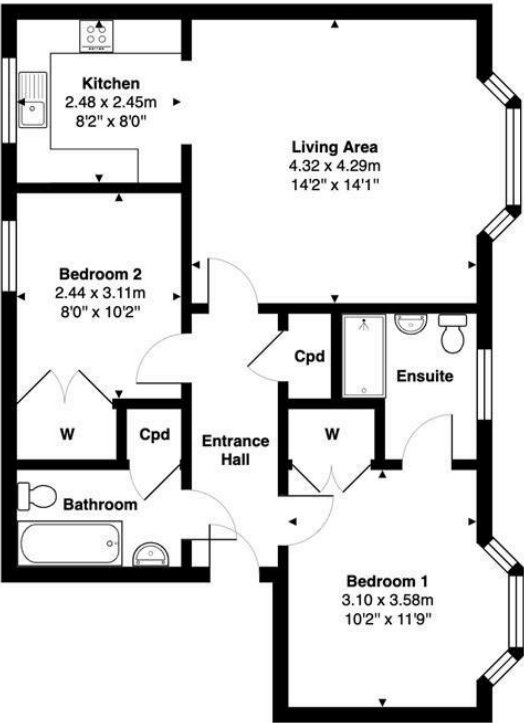 Kitchen
2.48 x 2.45m
8'2" x 8'0"
Living Area
4.32 x 4.29m
14'2" x 14'1"
Bedroom 2
2.44 x 3.11m
8'0" x 10'2"
Cpd
Ensuite
W
Cpd
Entrance
Hall
W
Bathroom
Bedroom 1
3.10 x 3.58m
10'2" x 11'9"